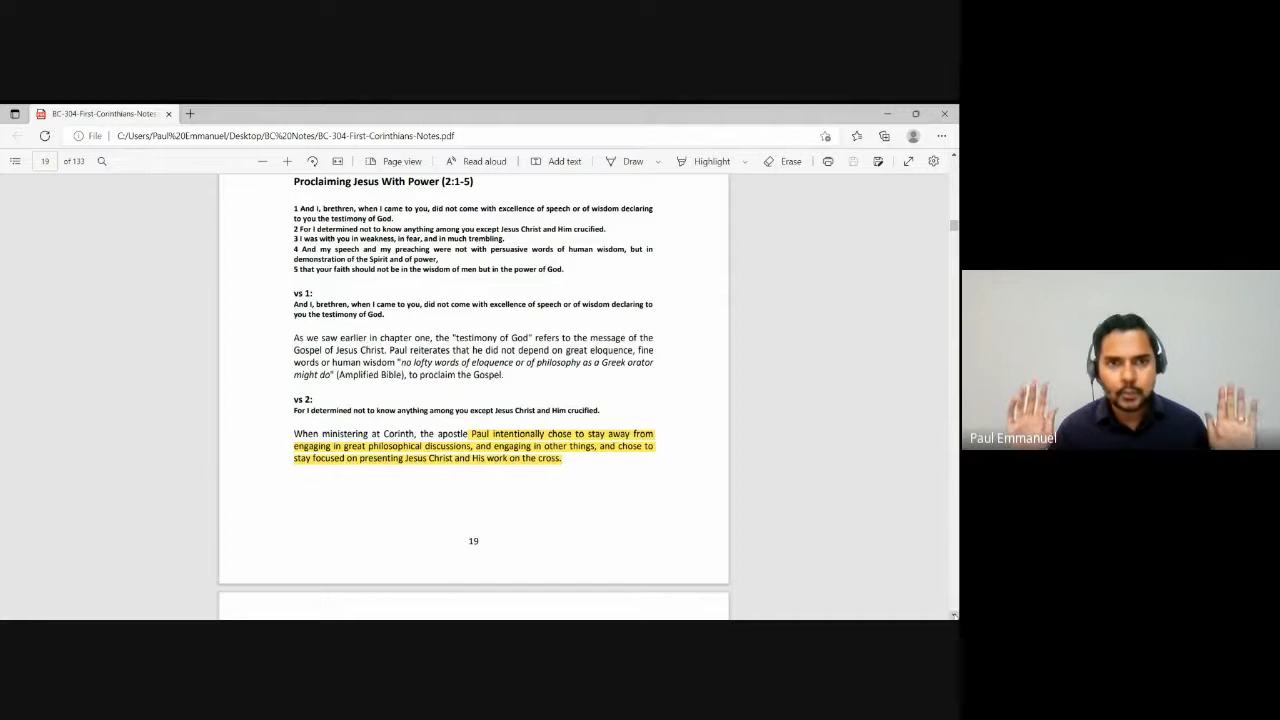 BC-304-First-Corinthians-Notes
File
C:/Users/Paul%20Emmanuel/Desktop/BC%20Notes/BC-304-First-Corinthians-Notes.pdf
19 of 133 Page view Read aloud Add text Draw Highlight Erase
Proclaiming Jesus With Power (2:1-5)
1 And I, brethren, when I came to you, did not come with excellence of speech or of wisdom declaring
to you the testimony of God.
2 For I determined not to know anything among you except Jesus Christ and Him crucified.
3 I was with you in weakness, in fear, and in much trembling.
4 And my speech and my preaching were not with persuasive words of human wisdom, but in
demonstration of the Spirit and of power,
5 that your faith should not be in the wisdom of men but in the power of God.
vs 1:
And I, brethren, when I came to you, did not come with excellence of speech or of wisdom declaring to
you the testimony of God.
As we saw earlier in chapter one, the "testimony of God" refers to the message of the
Gospel of Jesus Christ. Paul reiterates that he did not depend on great eloquence, fine
words or human wisdom "no lofty words of eloquence or of philosophy as a Greek orator
might do" (Amplified Bible), to proclaim the Gospel.
vs 2:
For I determined not to know anything among you except Jesus Christ and Him crucified.
When ministering at Corinth, the apostle Paul intentionally chose to stay away from
engaging in great philosophical discussions, and engaging in other things, and chose to
stay focused on presenting Jesus Christ and His work on the cross.
19
Paul Emmanuel